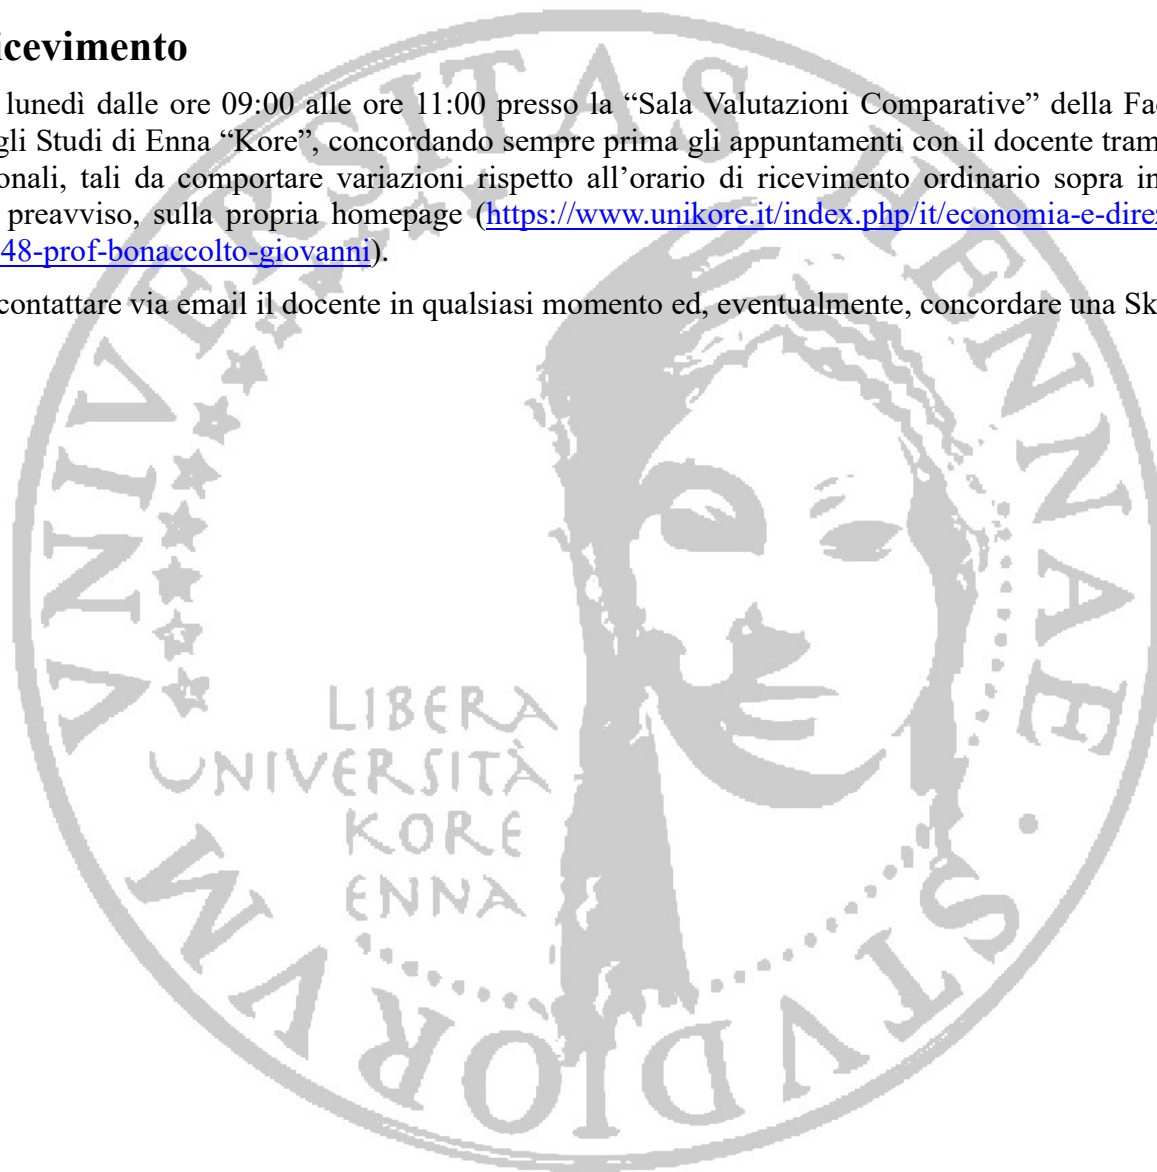 icevimento
lunedì dalle ore 09:00 alle ore 11:00 presso la “Sala Valutazioni Comparative” della Fac
gli Studi di Enna “Kore”, concordando sempre prima gli appuntamenti con il docente tram
onali, tali da comportare variazioni rispetto all’orario di ricevimento ordinario sopra in
preavviso, sulla propria homepage (https://www.unikore.it/index.php/it/economia-e-direz
48-prof-bonaccolto-giovanni).
contattare via email il docente in qualsiasi momento ed, eventualmente, concordare una Sk
VNIVERSITAS HENNAE · STVDIORVM
LIBERA
UNIVERSITÀ
KORE
ENNA